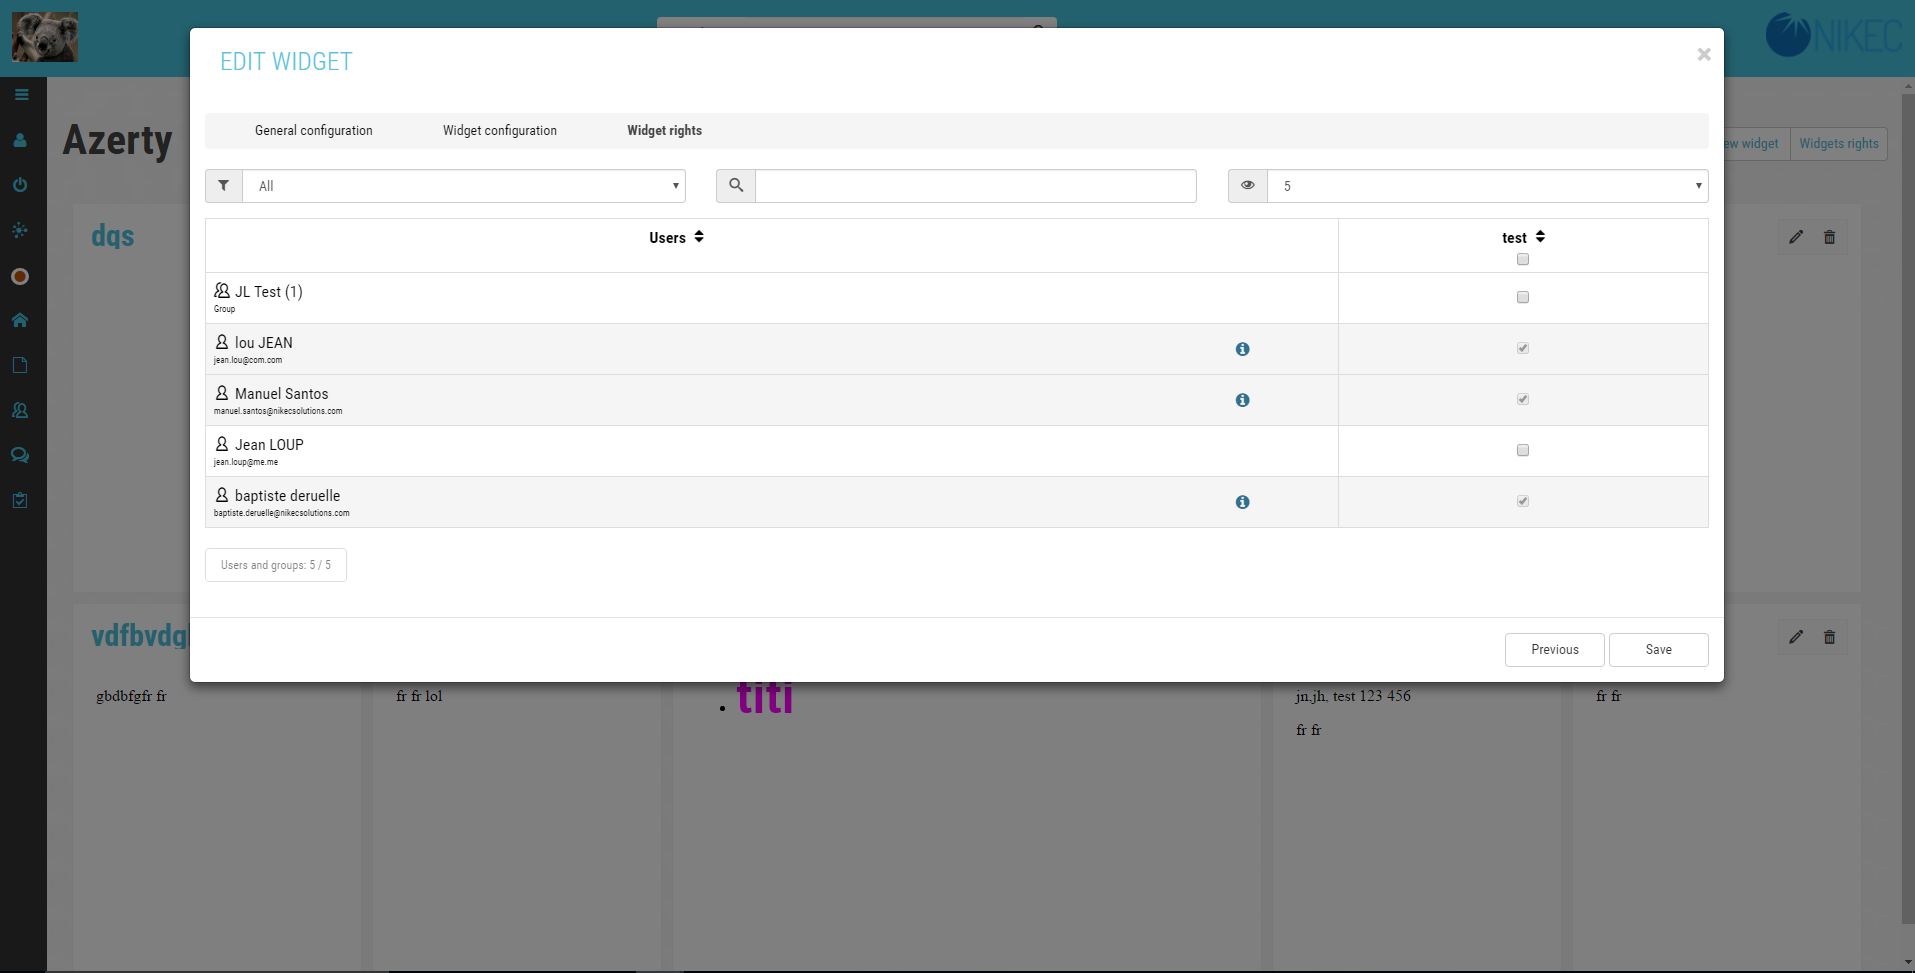 NIKEC
EDIT WIDGET
×
General configuration
Widget configuration
Widget rights
Azerty
ew widget
Widgets rights
All
5
dqs
Users
test
JL Test (1)
Group
lou JEAN
jean.lou@com.com
Manuel Santos
manuel.santos@nikecsolutions.com
Jean LOUP
jean.loup@me.me
baptiste deruelle
baptiste.deruelle@nikecsolutions.com
Users and groups: 5 / 5
vdfbvdg
Previous
Save
gbdbfgfr fr
fr fr lol
titi
jn,jh, test 123 456
fr fr
fr fr